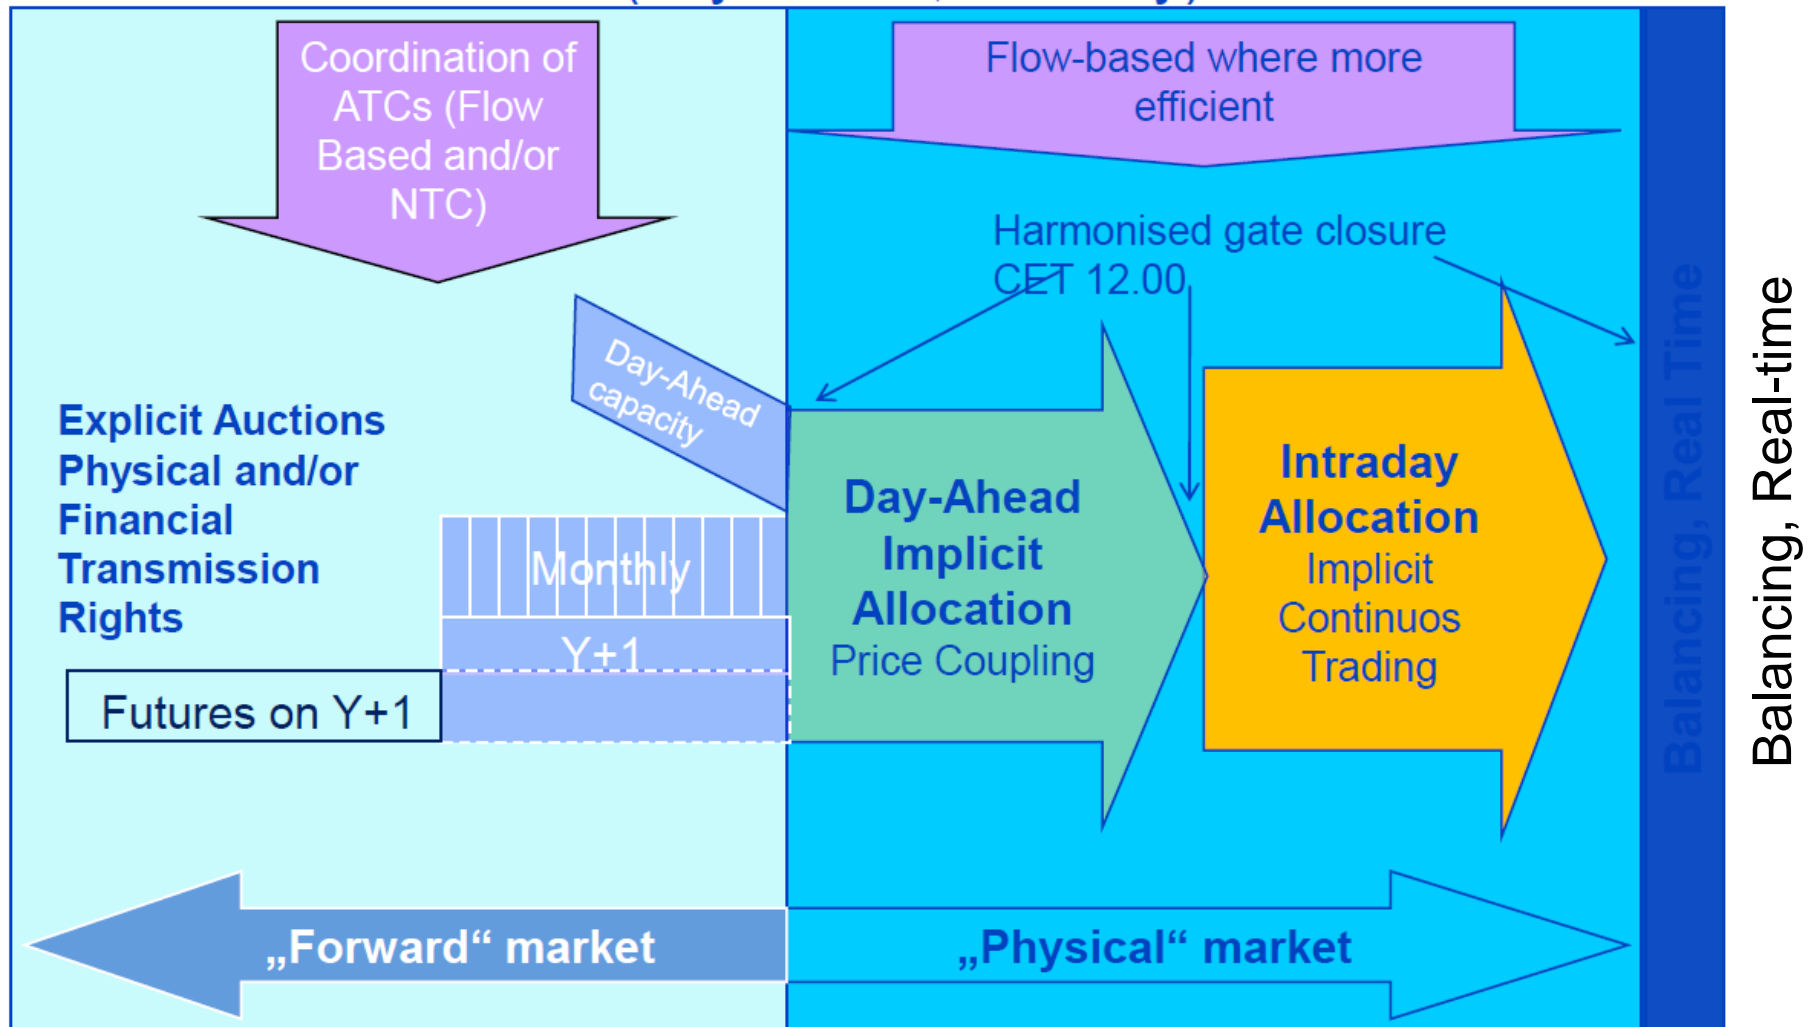 Coordination of
ATCs (Flow
Based and/or
NTC)
Flow-based where more
efficient
Harmonised gate closure
CET 12.00
Day-Ahead
capacity
Explicit Auctions
Physical and/or
Financial
Transmission
Rights
Monthly
Y+1
Futures on Y+1
Day-Ahead
Implicit
Allocation
Price Coupling
Intraday
Allocation
Implicit
Continuos
Trading
Balancing, Real Time
Balancing, Real-time
„Forward“ market
„Physical“ market